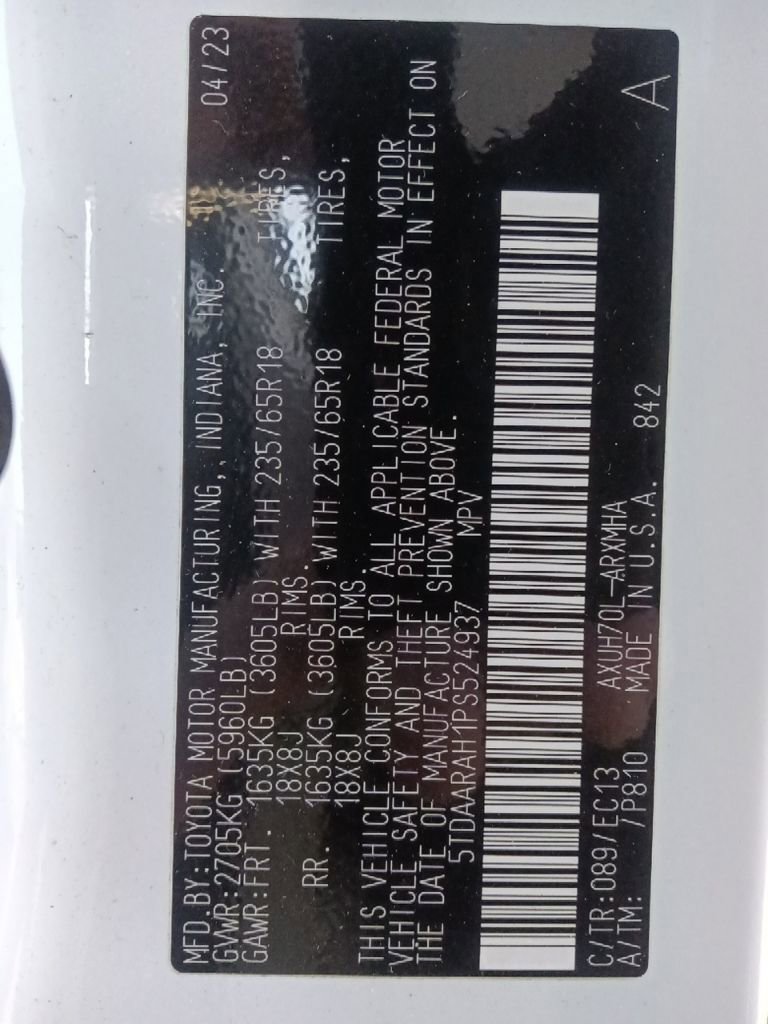 MFD.BY:TOYOTA MOTOR MANUFACTURING, INDIANA, INC. 04/23
GVWR:2705KG (5960LB)
GAWR:FRT. 1635KG (3605LB) WITH 235/65R18 TIRES,
18X8J RIMS.
RR. 1635KG (3605LB) WITH 235/65R18 TIRES,
18X8J RIMS.
THIS VEHICLE CONFORMS TO ALL APPLICABLE FEDERAL MOTOR
VEHICLE SAFETY AND THEFT PREVENTION STANDARDS IN EFFECT ON
THE DATE OF MANUFACTURE SHOWN ABOVE.
5TDAARAH1PS524937 MPV
C/TR:089/EC13 AXUH70L-ARXMHA A
A/TM: /P810 MADE IN U.S.A. 842